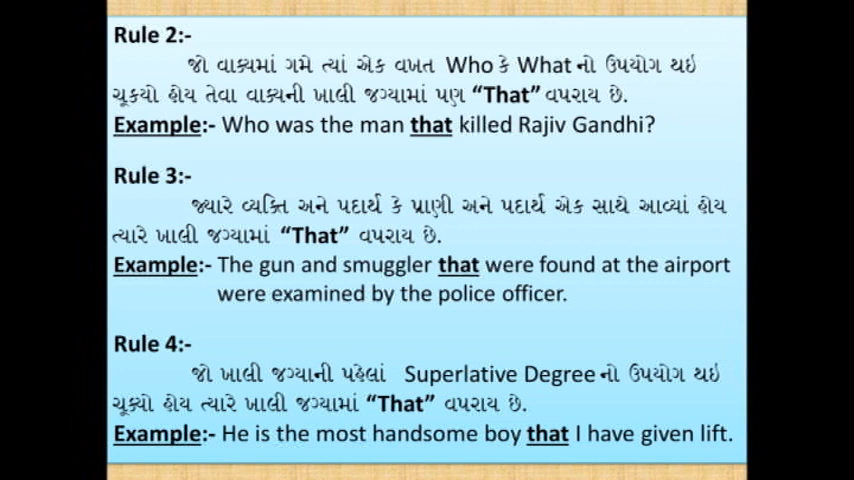 Rule 2:-
જો વાક્યમાં ગમે ત્યાં એક વખત Who કે What નો ઉપયોગ થઇ
ચૂકયો હોય તેવા વાક્યની ખાલી જગ્યામાં પણ “That” વપરાય છે.
Example:- Who was the man that killed Rajiv Gandhi?
Rule 3:-
જ્યારે વ્યક્તિ અને પદાર્થ કે પ્રાણી અને પદાર્થ એક સાથે આવ્યાં હોય
ત્યારે ખાલી જગ્યામાં “That” વપરાય છે.
Example:- The gun and smuggler that were found at the airport
were examined by the police officer.
Rule 4:-
જો ખાલી જગ્યાની પહેલાં Superlative Degree નો ઉપયોગ થઇ
ચૂક્યો હોય ત્યારે ખાલી જગ્યામાં “That” વપરાય છે.
Example:- He is the most handsome boy that I have given lift.